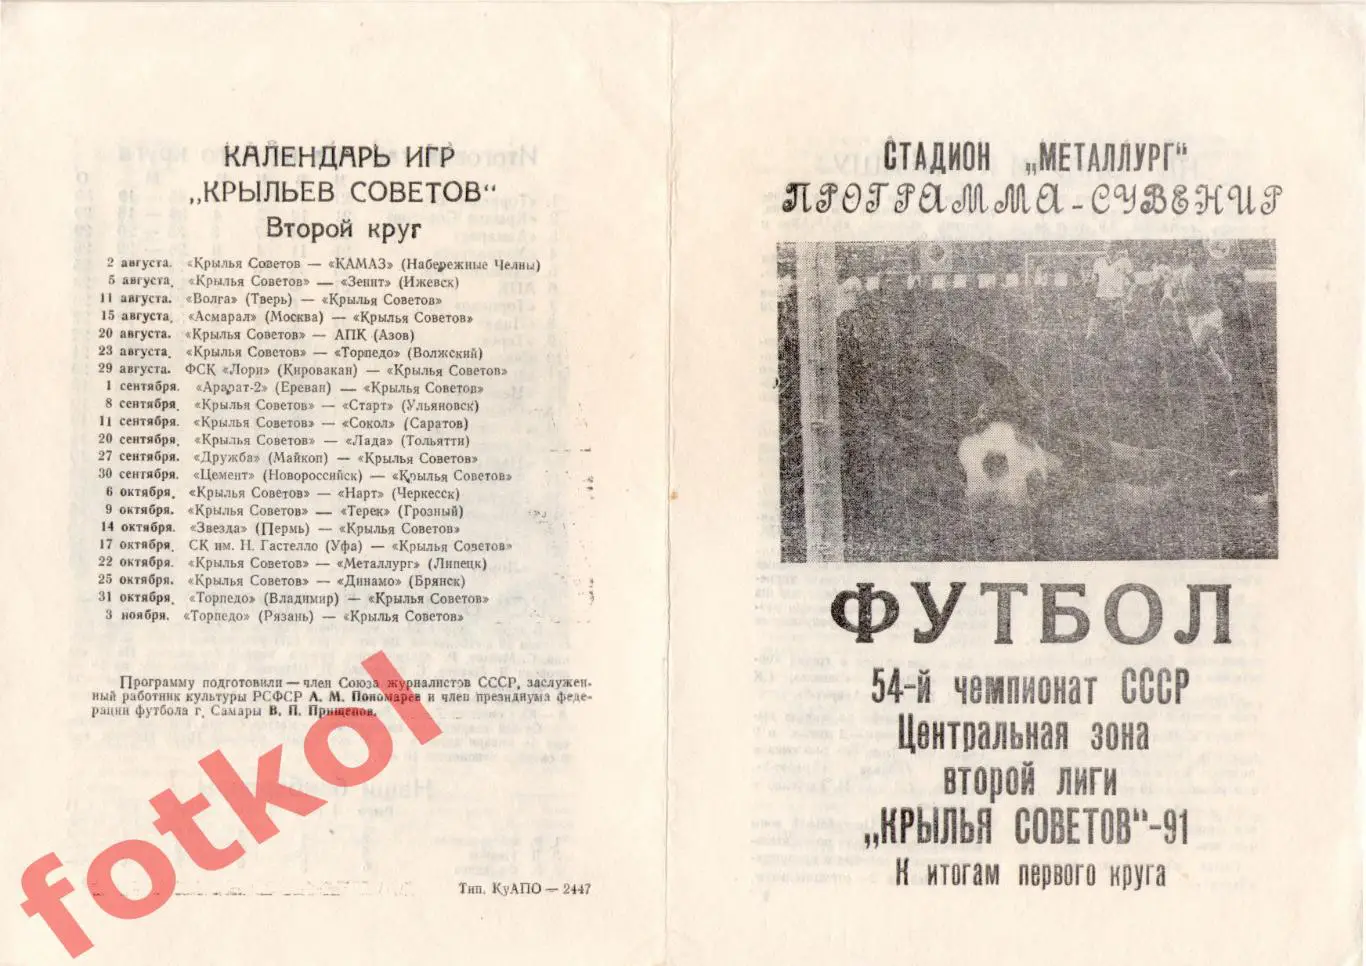 КАЛЕНДАРЬ ИГР
„КРЫЛЬЕВ СОВЕТОВ"
Второй круг
2 августа. «Крылья Советов — «КАМАЗ» (Набережные Челны)
5 августа. «Крылья Советов» — «Зенит» (Ижевск)
11 августа. «Волга» (Тверь) — «Крылья Советов»
15 августа. «Асмарал» (Москва) — «Крылья Советов»
20 августа. «Крылья Советов» — АПК (Азов)
23 августа. «Крылья Советов» — «Торпедо» (Волжский)
29 августа. ФСК «Лори» (Кировакан) — «Крылья Советов»
1 сентября. «Арарат-2» (Ереван) — «Крылья Советов»
8 сентября. «Крылья Советов» — «Старт» (Ульяновск)
11 сентября. «Крылья Советов» — «Сокол» (Саратов)
20 сентября. «Крылья Советов» — «Лада» (Тольятти)
27 сентября. «Дружба» (Майкоп) — «Крылья Советов»
30 сентября. «Цемент» (Новороссийск) — «Крылья Советов»
6 октября. «Крылья Советов» — «Нарт» (Черкесск)
9 октября. «Крылья Советов» — «Терек» (Грозный)
14 октября. «Звезда» (Пермь) — «Крылья Советов»
17 октября. СК им. Н. Гастелло (Уфа) — «Крылья Советов»
22 октября. «Крылья Советов» — «Металлург» (Липецк)
25 октября. «Крылья Советов» — «Динамо» (Брянск)
31 октября. «Торпедо» (Владимир) — «Крылья Советов»
3 ноября. «Торпедо» (Рязань) — «Крылья Советов»
Программу подготовили — член Союза журналистов СССР, заслужен-
ный работник культуры РСФСР А. М. Пономарев и член президиума феде-
рации футбола г. Самары В. П. Прищепов.
Тип. КуАПО — 2447
fotkol
СТАДИОН „МЕТАЛЛУРГ"
ПРОГРАММА-СУВЕНИР
ФУТБОЛ
54-й чемпионат СССР
Центральная зона
второй лиги
„КРЫЛЬЯ СОВЕТОВ"-91
К итогам первого круга